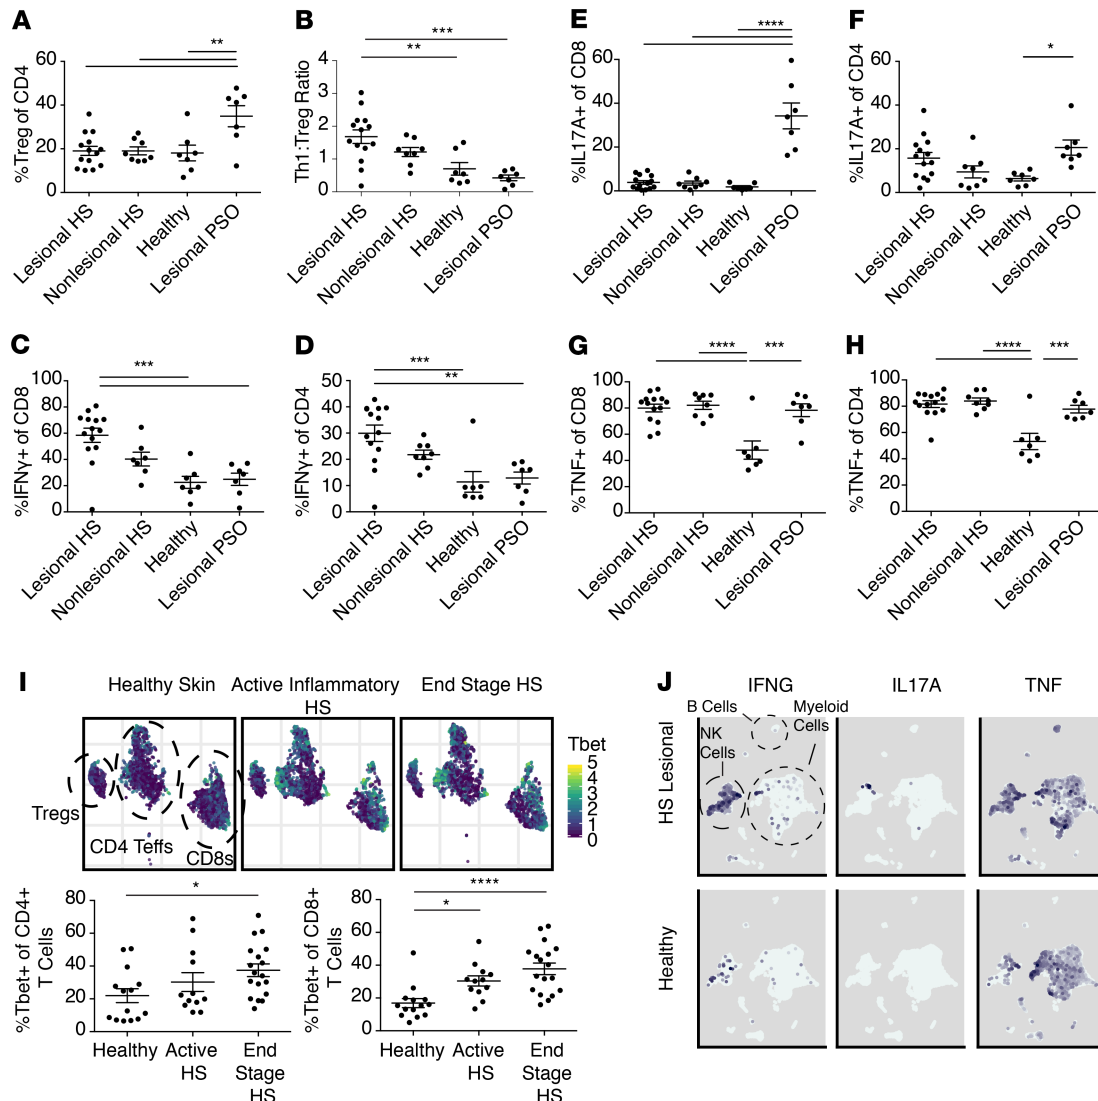 A
%Treg of CD4
60
40
20
0
**
Lesional HS
Nonlesional HS
Healthy
Lesional PSO
B
Th1:Treg Ratio
4
3
2
1
0
***
**
Lesional HS
Nonlesional HS
Healthy
Lesional PSO
E
%IL17A+ of CD8
60
40
20
0
****
Lesional HS
Nonlesional HS
Healthy
Lesional PSO
F
%IL17A+ of CD4
60
40
20
0
*
Lesional HS
Nonlesional HS
Healthy
Lesional PSO
C
%IFNγ+ of CD8
100
80
60
40
20
0
***
Lesional HS
Nonlesional HS
Healthy
Lesional PSO
D
%IFNγ+ of CD4
50
40
30
20
10
0
***
**
Lesional HS
Nonlesional HS
Healthy
Lesional PSO
G
%TNF+ of CD8
100
80
60
40
20
0
****
***
Lesional HS
Nonlesional HS
Healthy
Lesional PSO
H
%TNF+ of CD4
100
80
60
40
20
0
****
***
Lesional HS
Nonlesional HS
Healthy
Lesional PSO
I
Healthy Skin
Active Inflammatory
HS
End Stage HS
Tregs
CD4 Teffs
CD8s
Tbet
5
4
3
2
1
0
%Tbet+ of CD4+
T Cells
80
60
40
20
0
*
Healthy
Active
HS
End
Stage
HS
%Tbet+ of CD8+
T Cells
80
60
40
20
0
****
*
Healthy
Active
HS
End
Stage
HS
J
IFNG
IL17A
TNF
B Cells
Myeloid
Cells
NK
Cells
HS Lesional
Healthy